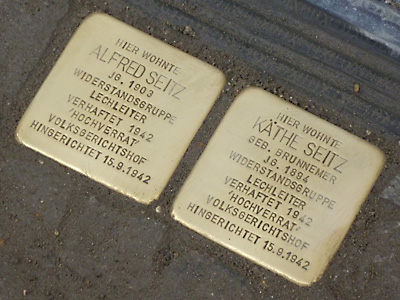 HIER WOHNTE
ALFRED SEITZ
JG. 1903
WIDERSTANDSGRUPPE
LECHLEITER
VERHAFTET 1942
'HOCHVERRAT'
VOLKSGERICHTSHOF
HINGERICHTET 15.9.1942
HIER WOHNTE
KÄTHE SEITZ
GEB. BRUNNEMER
JG. 1894
WIDERSTANDSGRUPPE
LECHLEITER
VERHAFTET 1942
'HOCHVERRAT'
VOLKSGERICHTSHOF
HINGERICHTET 15.9.1942